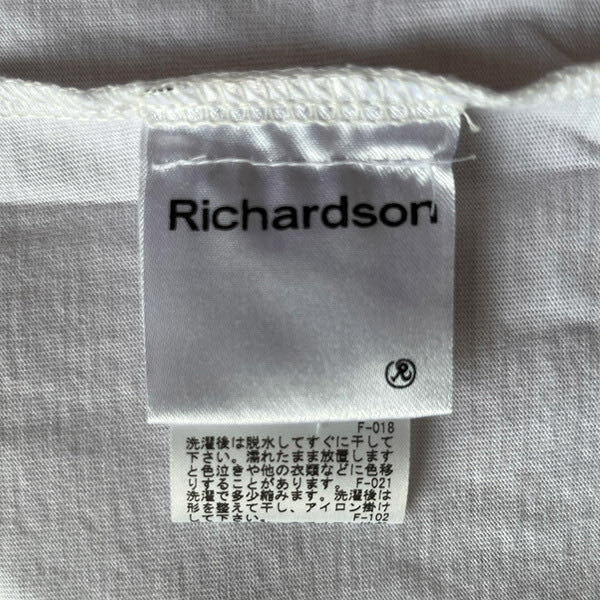 Richardson
R
F-018
洗濯後は脱水してすぐに干して
下さい。濡れたまま放置します
と色泣きや他の衣類などに色移
りすることがあります。 F-021
洗濯で多少縮みます。洗濯後は
形を整えて干し、アイロン掛け
して下さい。 F-102